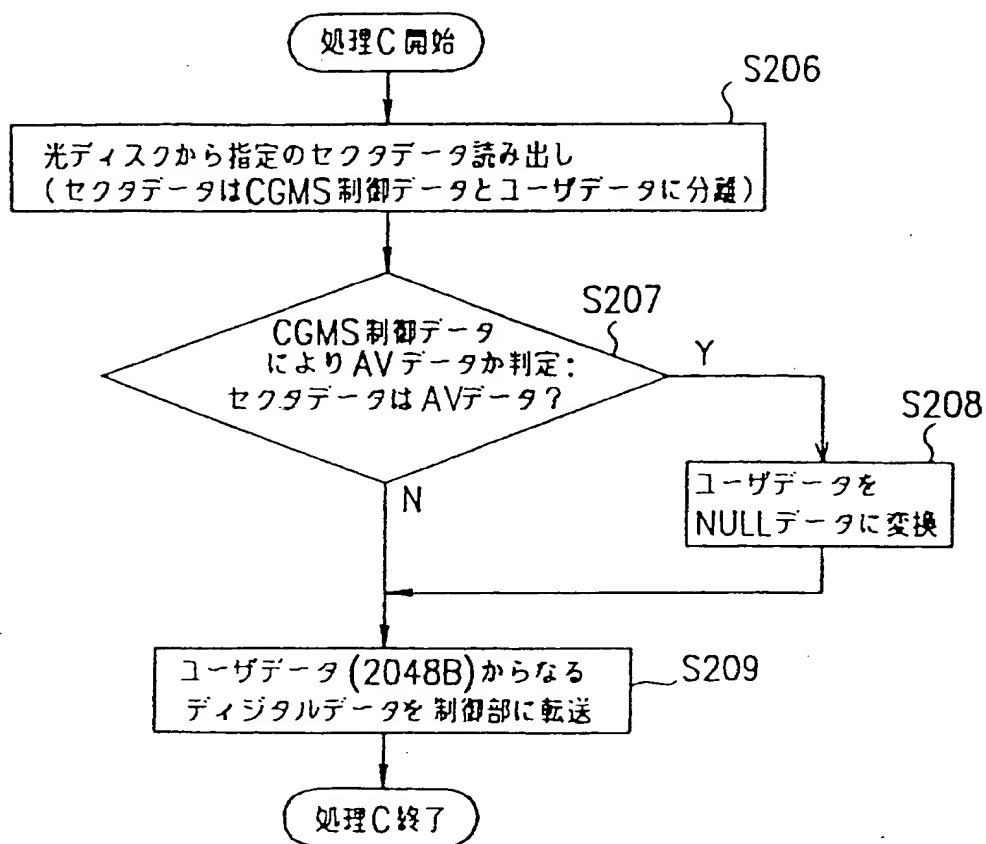 処理C開始
S206
光ディスクから指定のセクタデータ読み出し
(セクタデータはCGMS制御データとユーザデータに分離)
S207
CGMS制御データ
によりAVデータか判定:
セクタデータはAVデータ?
Y
S208
N
ユーザデータを
NULLデータに変換
ユーザデータ(2048B)からなる
ディジタルデータを制御部に転送
S209
処理C終了